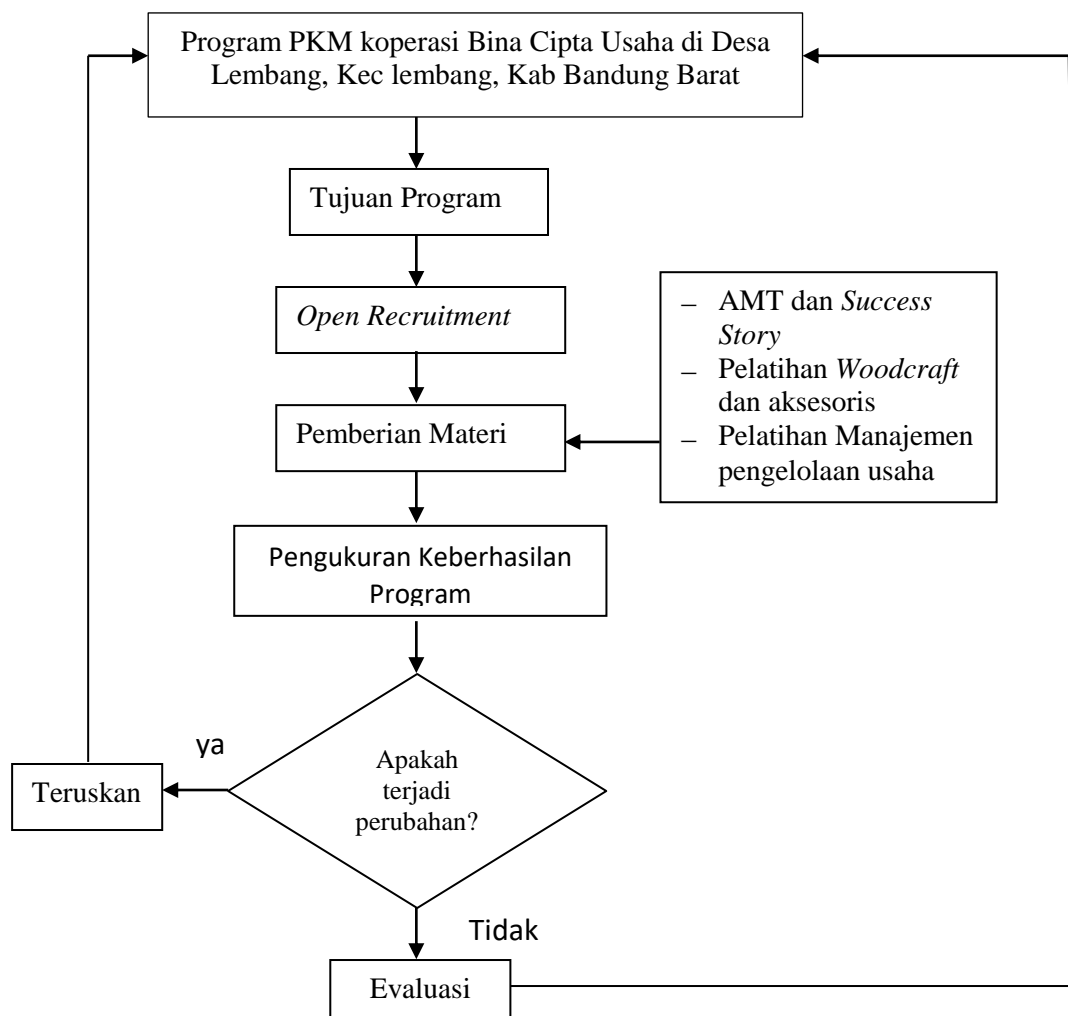 Program PKM koperasi Bina Cipta Usaha di Desa
Lembang, Kec lembang, Kab Bandung Barat
Tujuan Program
Open Recruitment
– AMT dan Success
Story
– Pelatihan Woodcraft
dan aksesoris
– Pelatihan Manajemen
pengelolaan usaha
Pemberian Materi
Pengukuran Keberhasilan
Program
ya
Apakah
terjadi
perubahan?
Teruskan
Tidak
Evaluasi